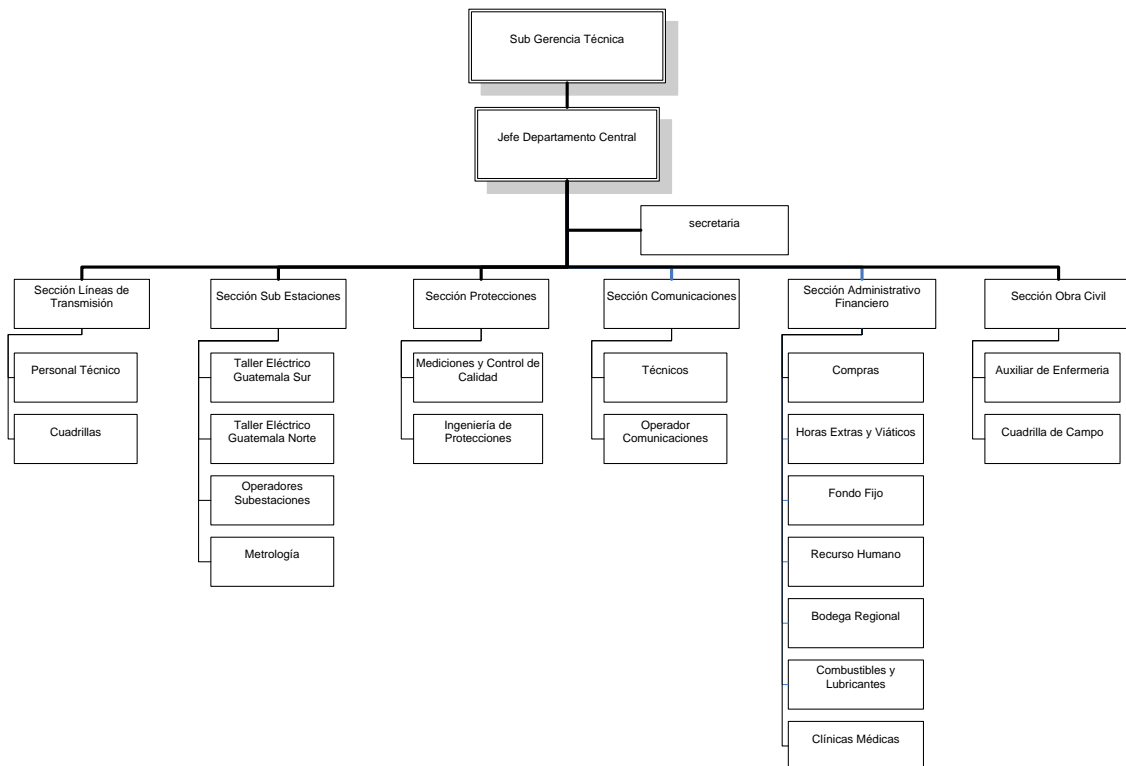 Sub Gerencia Técnica
Jefe Departamento Central
secretaria
Sección Líneas de
Transmisión
Sección Sub Estaciones
Sección Protecciones
Sección Comunicaciones
Sección Administrativo
Financiero
Sección Obra Civil
Personal Técnico
Cuadrillas
Taller Eléctrico
Guatemala Sur
Taller Eléctrico
Guatemala Norte
Operadores
Subestaciones
Metrología
Mediciones y Control de
Calidad
Ingeniería de
Protecciones
Técnicos
Operador
Comunicaciones
Compras
Horas Extras y Viáticos
Fondo Fijo
Recurso Humano
Bodega Regional
Combustibles y
Lubricantes
Clínicas Médicas
Auxiliar de Enfermeria
Cuadrilla de Campo